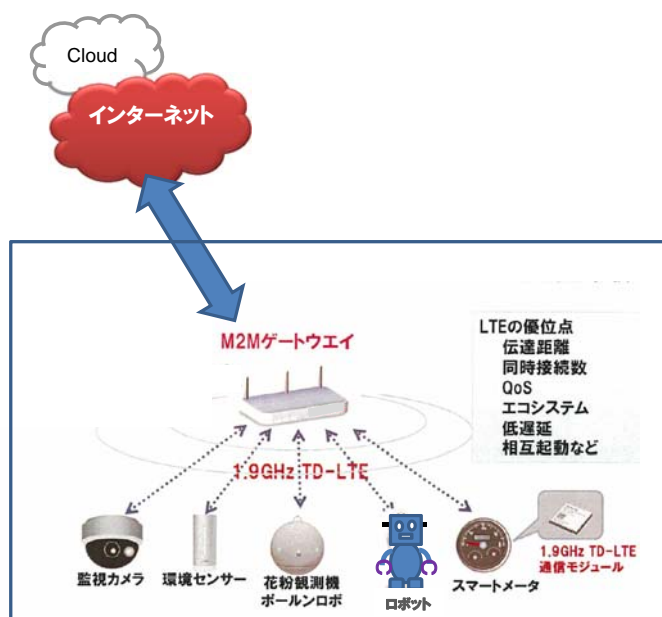 Cloud
インターネット
M2Mゲートウエイ
LTEの優位点
伝達距離
同時接続数
QoS
エコシステム
低遅延
相互起動など
1.9GHz TD-LTE
監視カメラ
環境センサー
花粉観測機
ポールンロボ
ロボット
スマートメータ
1.9GHz TD-LTE
通信モジュール